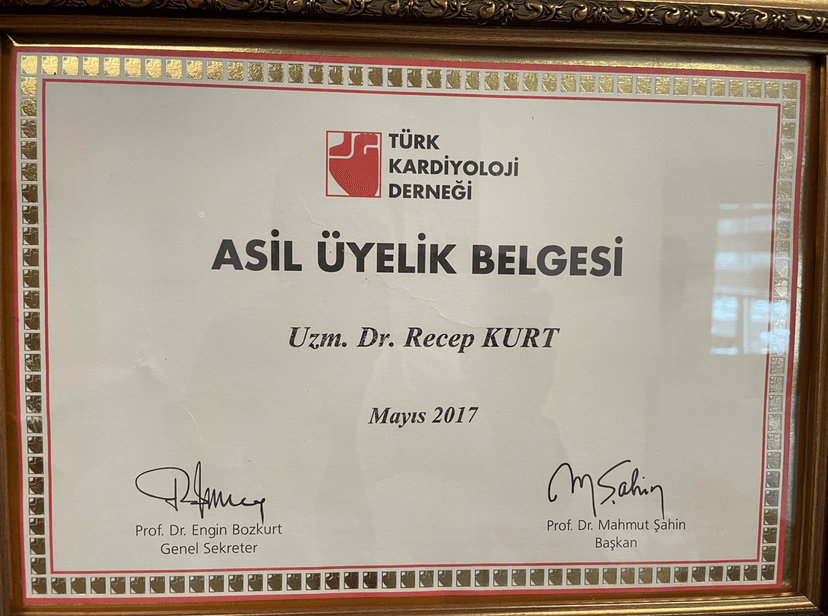 TÜRK
KARDİYOLOJİ
DERNEĞİ
ASİL ÜYELİK BELGESİ
Uzm. Dr. Recep KURT
Mayıs 2017
M Şahin
Prof. Dr. Engin Bozkurt
Genel Sekreter
Prof. Dr. Mahmut Şahin
Başkan